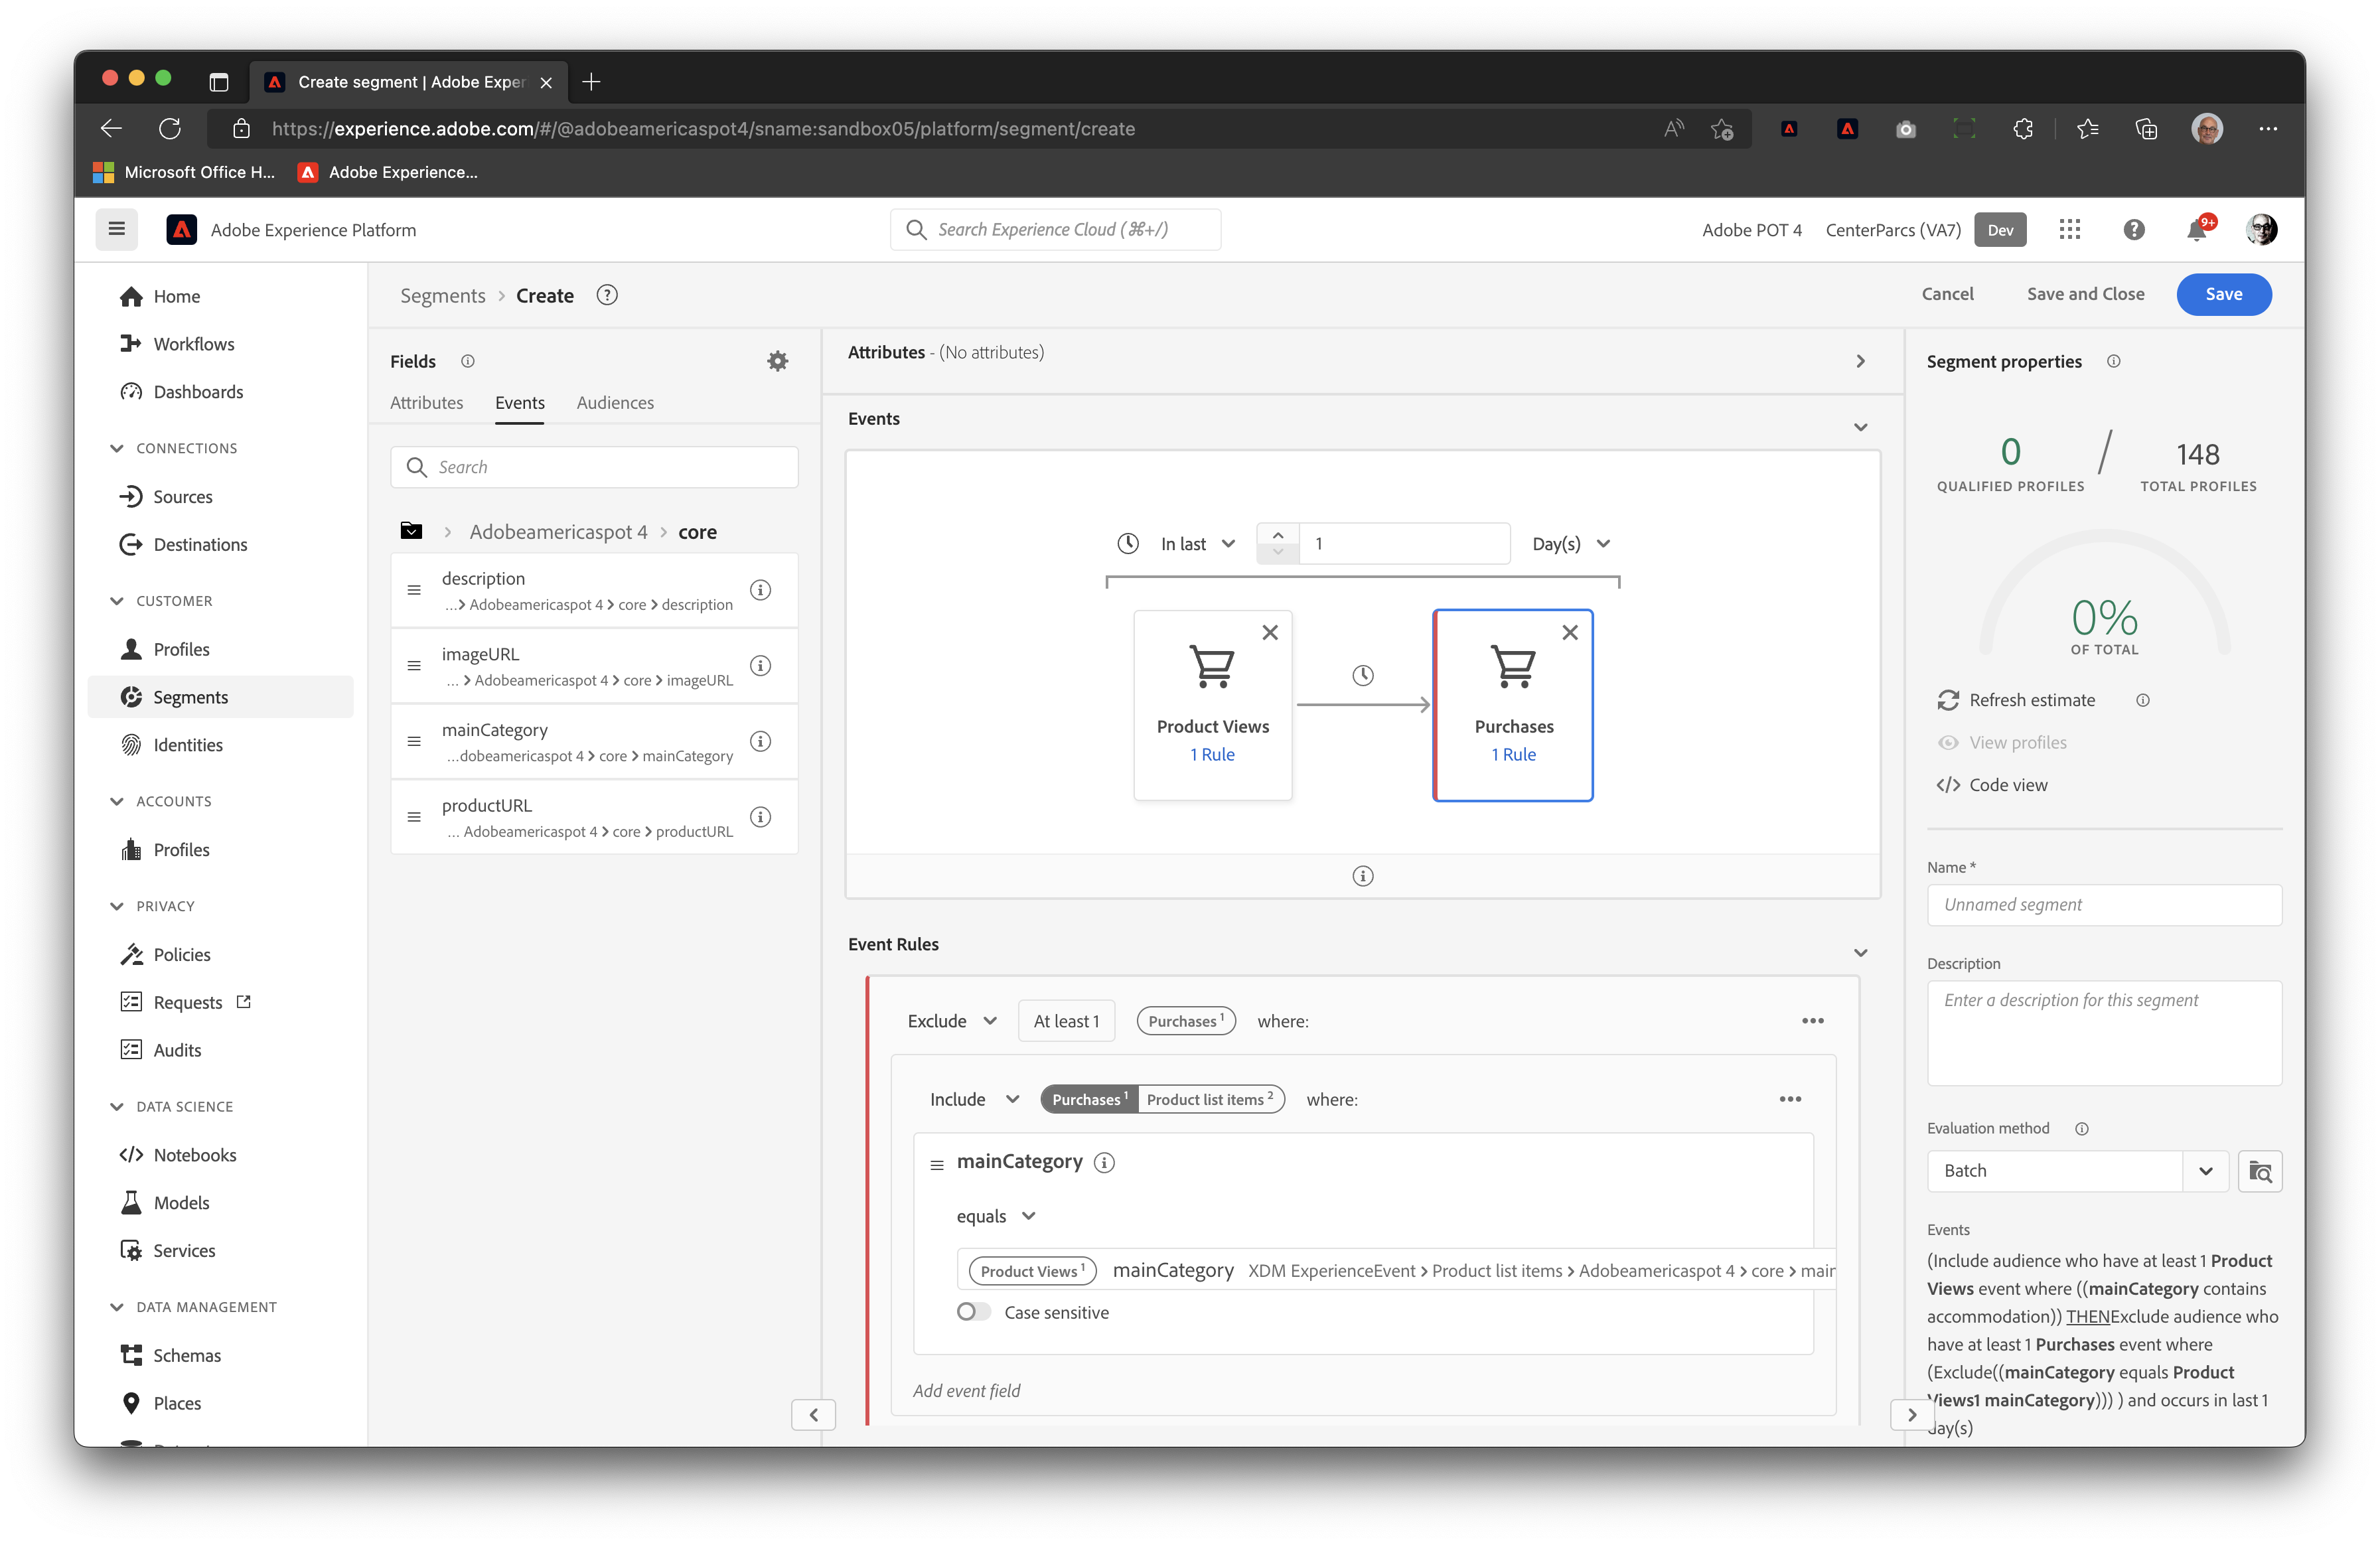 Create segment | Adobe Exper
https://experience.adobe.com/#/@adobeamericaspot4/sname:sandbox05/platform/segment/create
Microsoft Office H...
Adobe Experience...
Adobe Experience Platform
Search Experience Cloud (⌘+/)
Adobe POT 4
CenterParcs (VA7)
Dev
9+
Home
Workflows
Dashboards
CONNECTIONS
Sources
Destinations
CUSTOMER
Profiles
Segments
Identities
ACCOUNTS
Profiles
PRIVACY
Policies
Requests
Audits
DATA SCIENCE
Notebooks
Models
Services
DATA MANAGEMENT
Schemas
Places
Segments > Create
Cancel
Save and Close
Save
Fields
Attributes
Events
Audiences
Search
> Adobeamericaspot 4 > core
description
...> Adobeamericaspot 4 > core > description
imageURL
... > Adobeamericaspot 4 > core > imageURL
mainCategory
...dobeamericaspot 4 > core > mainCategory
productURL
... Adobeamericaspot 4 > core > productURL
Attributes - (No attributes)
Events
In last
1
Day(s)
Product Views
1 Rule
Purchases
1 Rule
Event Rules
Exclude
At least 1
Purchases 1
where:
Include
Purchases 1
Product list items 2
where:
mainCategory
equals
Product Views 1
mainCategory
XDM ExperienceEvent > Product list items > Adobeamericaspot 4 > core > mair
Case sensitive
Add event field
Segment properties
0 / 148
QUALIFIED PROFILES
TOTAL PROFILES
0%
OF TOTAL
Refresh estimate
View profiles
</> Code view
Name *
Unnamed segment
Description
Enter a description for this segment
Evaluation method
Batch
Events
(Include audience who have at least 1 Product
Views event where ((mainCategory contains
accommodation)) THENExclude audience who
have at least 1 Purchases event where
(Exclude((mainCategory equals Product
Views1 mainCategory))) ) and occurs in last 1
day(s)